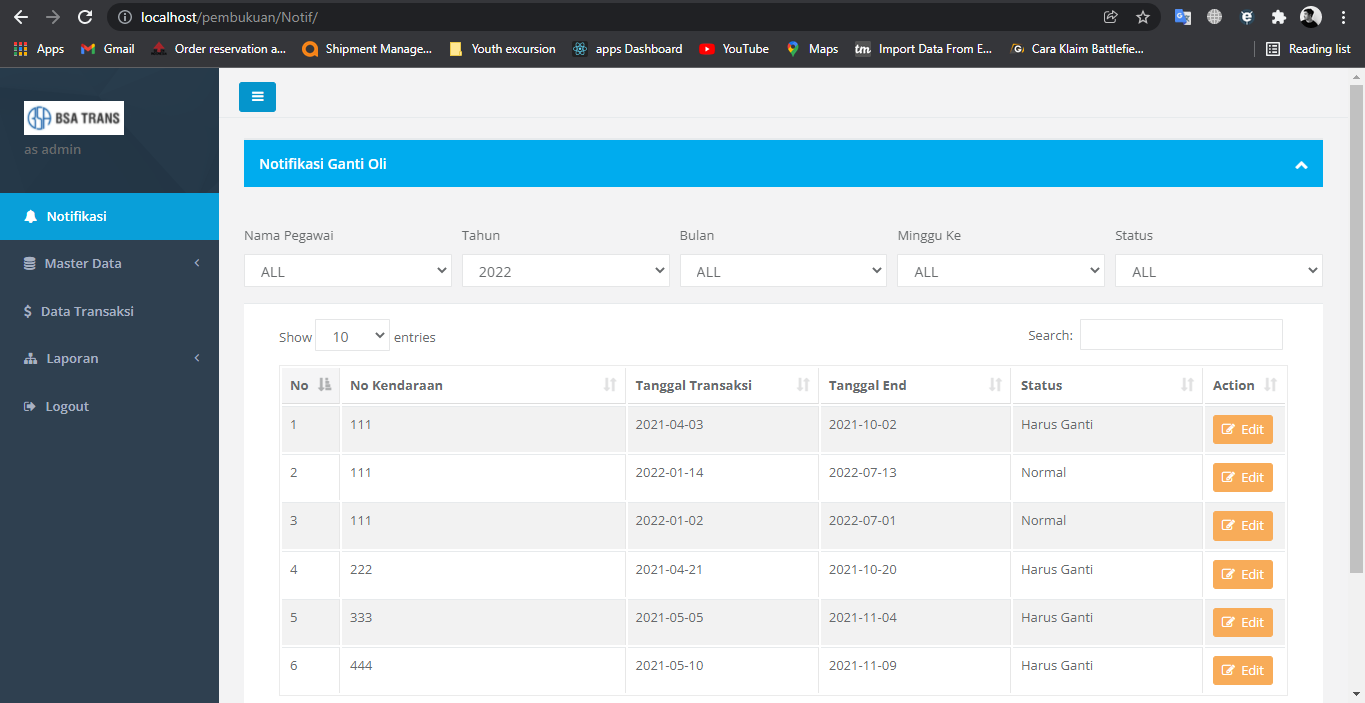 localhost/pembukuan/Notif/
Apps Gmail Order reservation a... Shipment Manage... Youth excursion apps Dashboard YouTube Maps tm Import Data From E... Cara Klaim Battlefie... Reading list
BSA TRANS
as admin
Notifikasi
Master Data
Data Transaksi
Laporan
Logout
Notifikasi Ganti Oli
Nama Pegawai Tahun Bulan Minggu Ke Status
ALL 2022 ALL ALL ALL
Show 10 entries Search:
No No Kendaraan Tanggal Transaksi Tanggal End Status Action
1 111 2021-04-03 2021-10-02 Harus Ganti Edit
2 111 2022-01-14 2022-07-13 Normal Edit
3 111 2022-01-02 2022-07-01 Normal Edit
4 222 2021-04-21 2021-10-20 Harus Ganti Edit
5 333 2021-05-05 2021-11-04 Harus Ganti Edit
6 444 2021-05-10 2021-11-09 Harus Ganti Edit